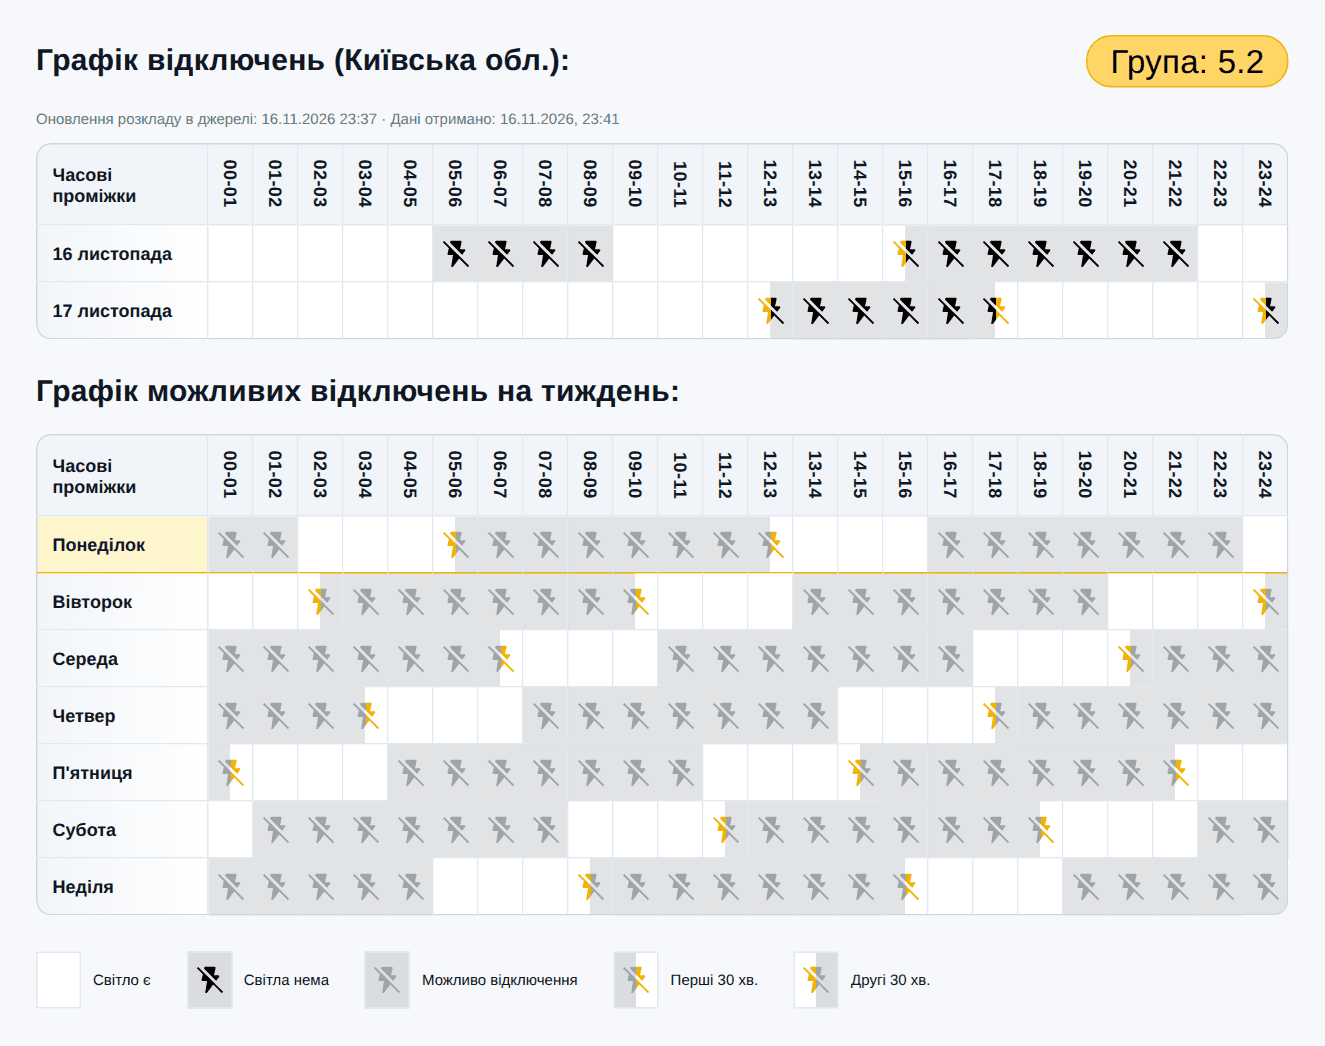 Графік відключень (Київська обл.):
Група: 5.2
Оновлення розкладу в джерелі: 16.11.2026 23:37 · Дані отримано: 16.11.2026, 23:41
Часові
проміжки
00-01 01-02 02-03 03-04 04-05 05-06 06-07 07-08 08-09 09-10 10-11 11-12 12-13 13-14 14-15 15-16 16-17 17-18 18-19 19-20 20-21 21-22 22-23 23-24
16 листопада
17 листопада
Графік можливих відключень на тиждень:
Часові
проміжки
00-01 01-02 02-03 03-04 04-05 05-06 06-07 07-08 08-09 09-10 10-11 11-12 12-13 13-14 14-15 15-16 16-17 17-18 18-19 19-20 20-21 21-22 22-23 23-24
Понеділок
Вівторок
Середа
Четвер
П'ятниця
Субота
Неділя
Світло є
Світла нема
Можливо відключення
Перші 30 хв.
Другі 30 хв.